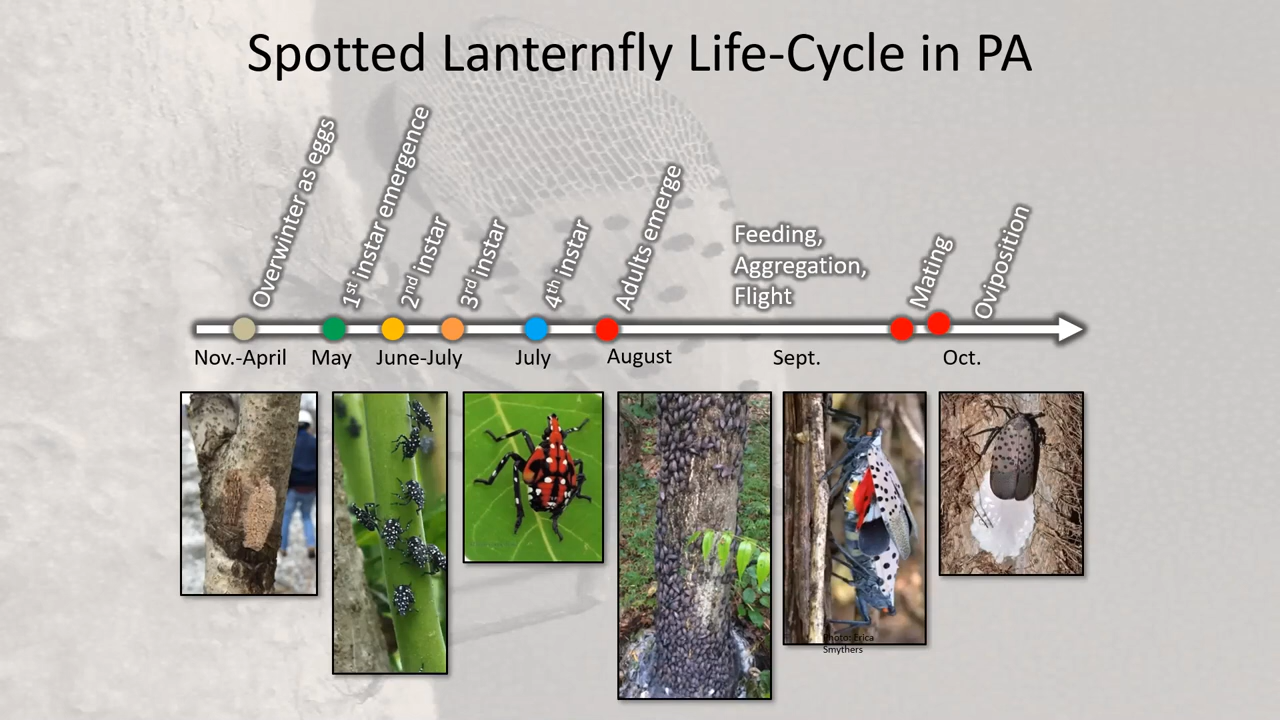 Spotted Lanternfly Life-Cycle in PA
Overwinter as eggs
1st instar emergence
2nd instar
3rd instar
4th instar
Adults emerge
Feeding,
Aggregation,
Flight
Mating
Oviposition
Nov.-April
May
June-July
July
August
Sept.
Oct.
Photo: Erica
Smythers